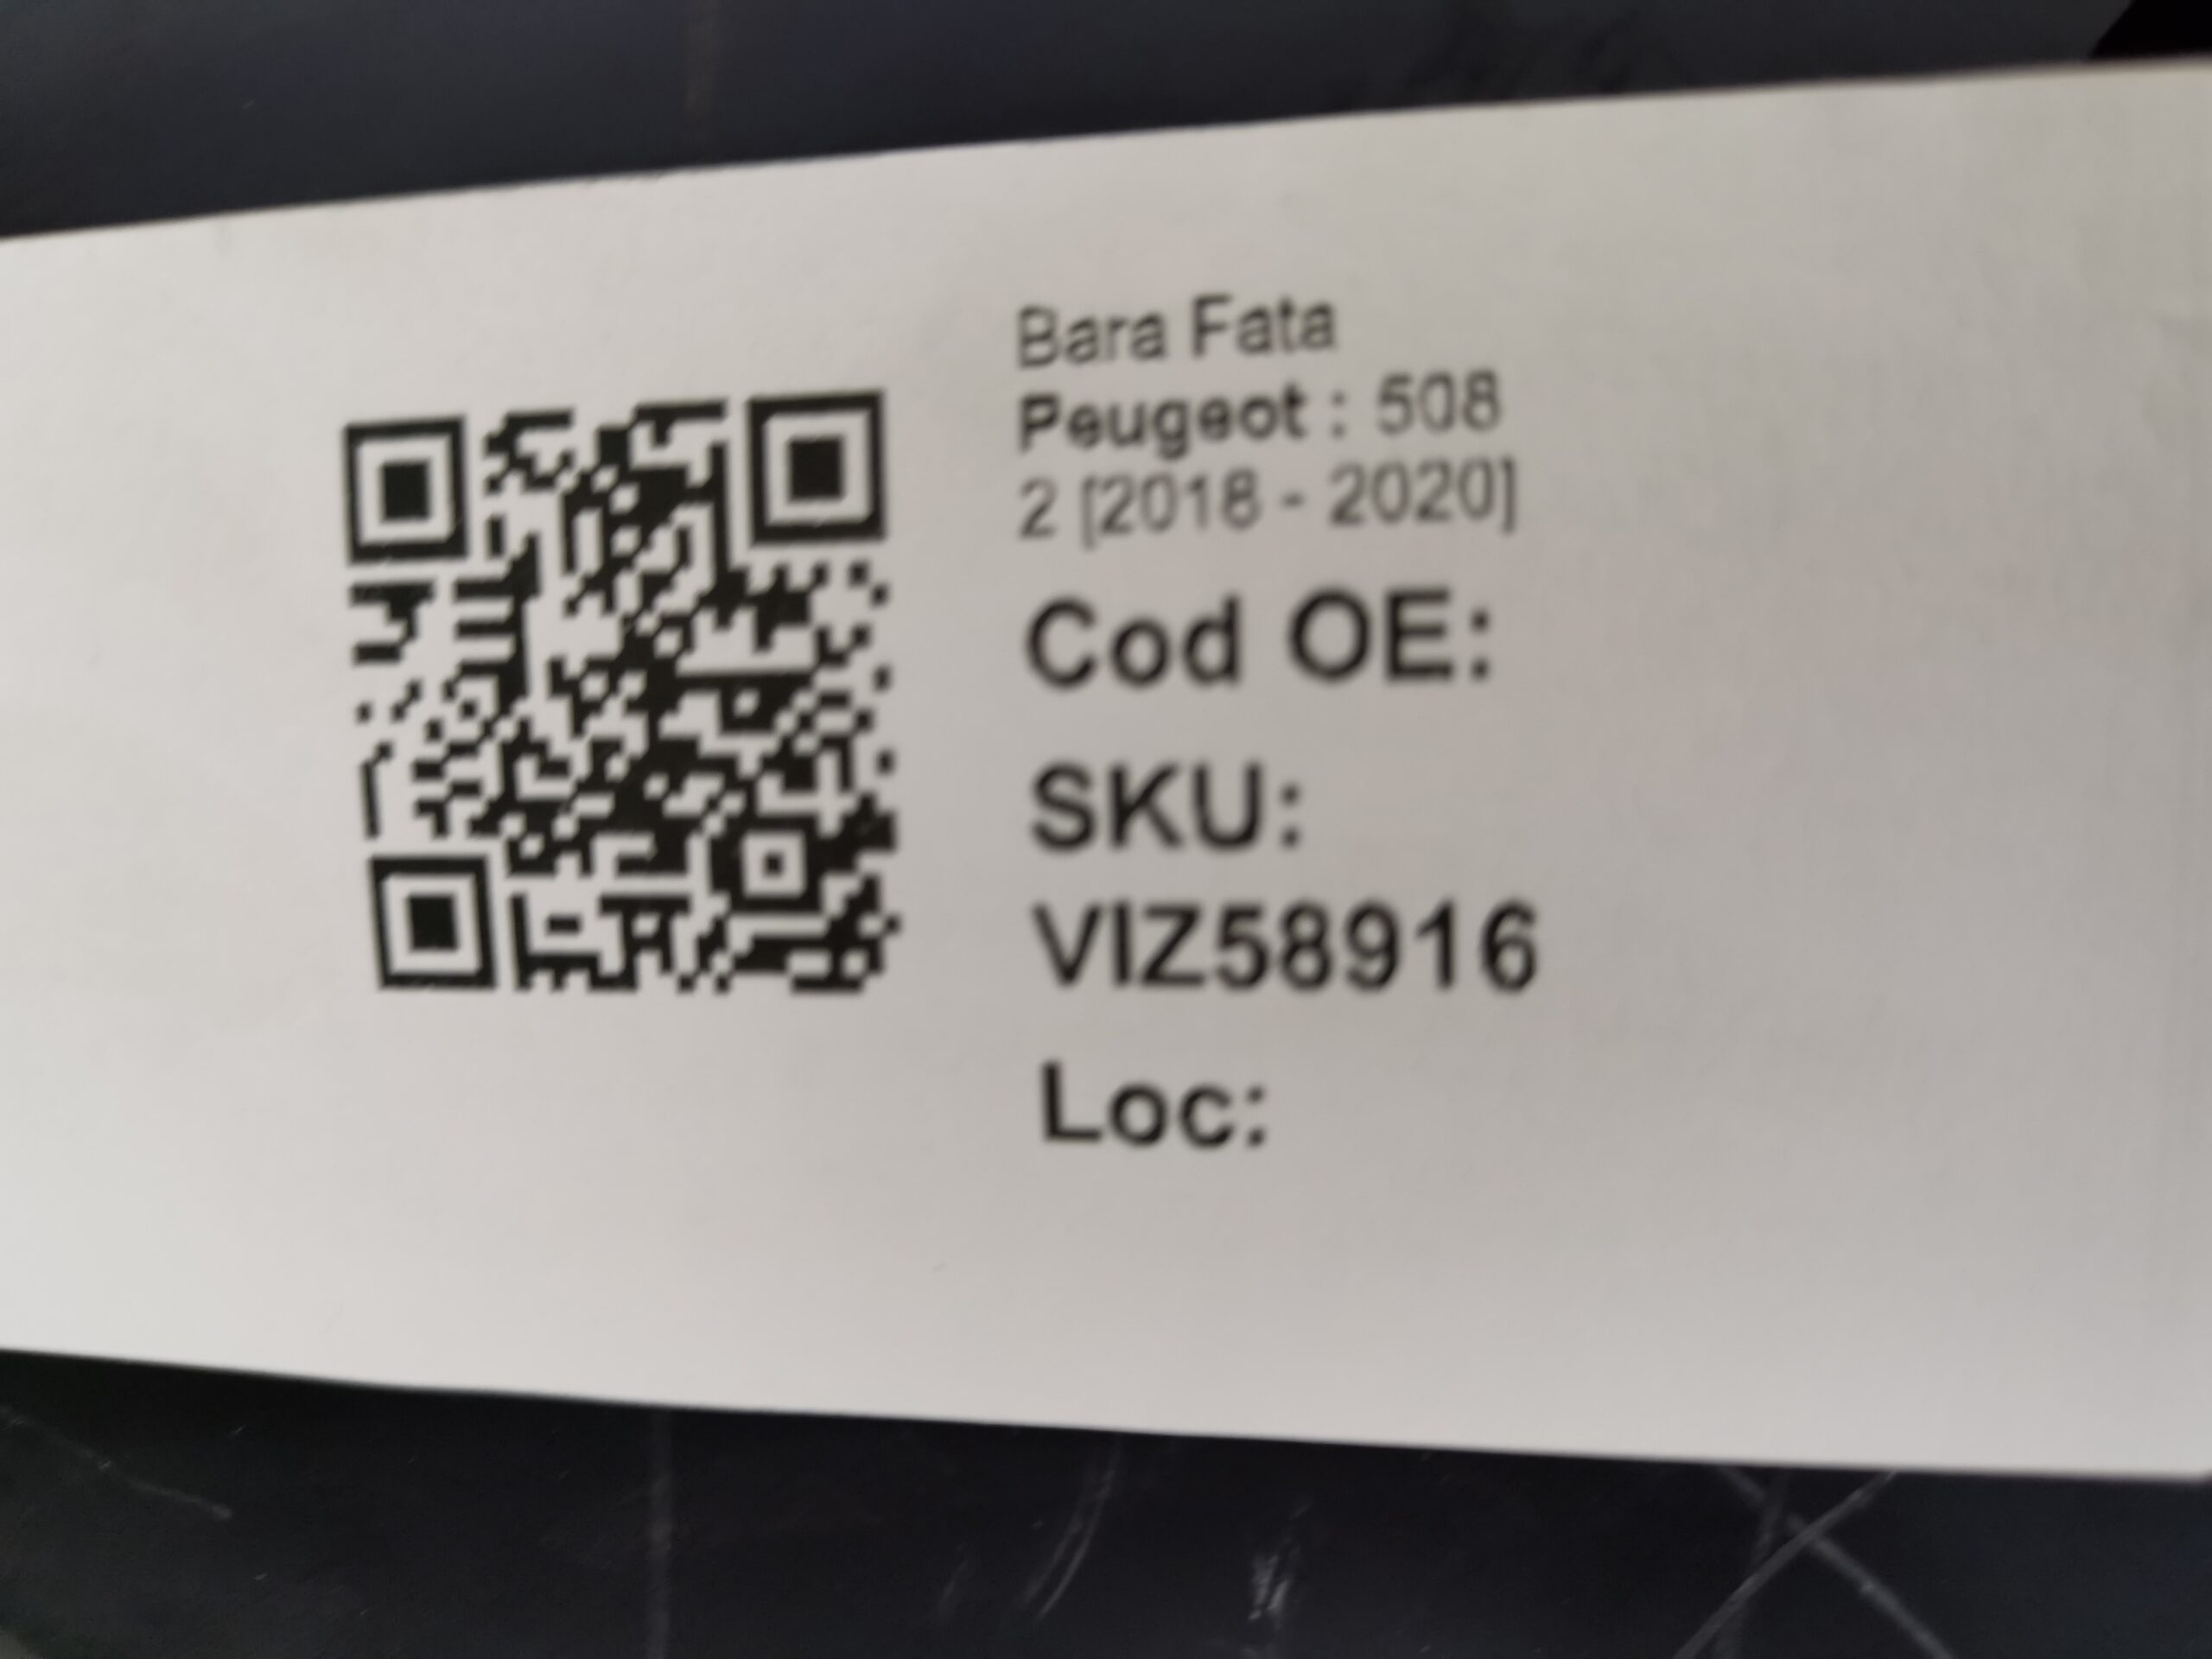 Bara Fata
Peugeot : 508
2 [2018 - 2020]
Cod OE:
SKU:
VIZ58916
Loc: